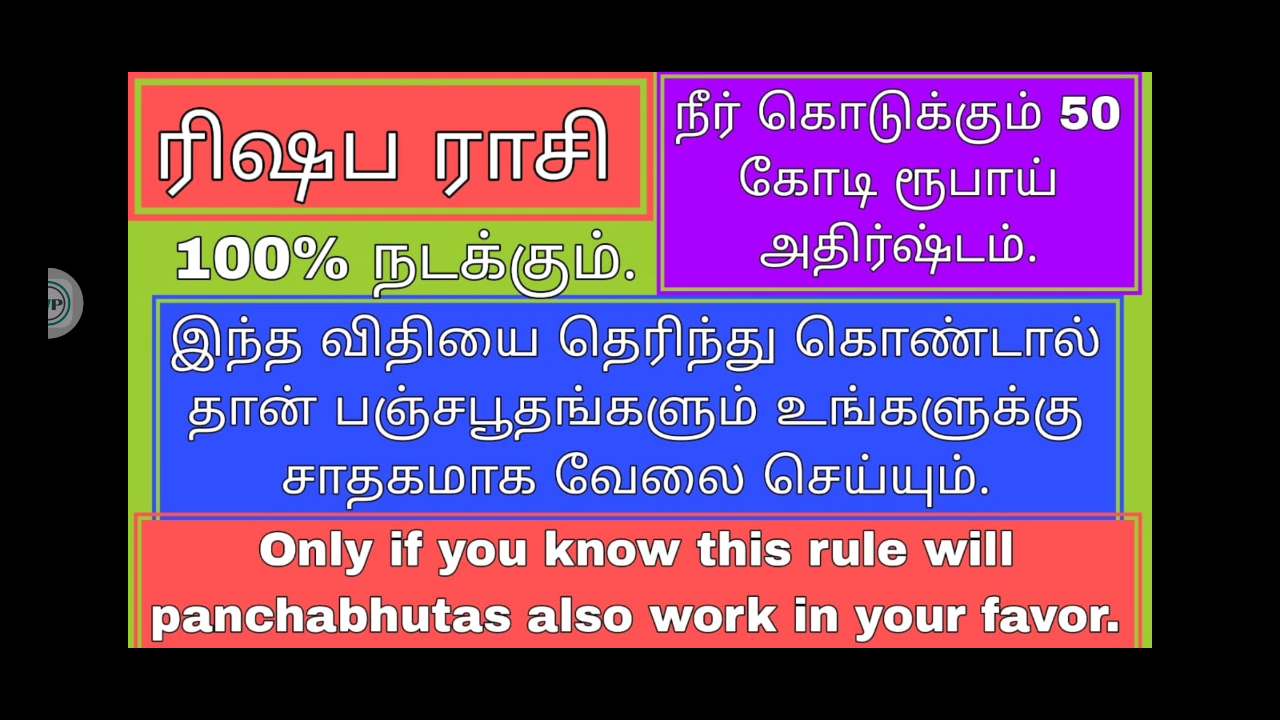 ரிஷப ராசி
நீர் கொடுக்கும் 50
கோடி ரூபாய்
அதிர்ஷ்டம்.
100% நடக்கும்.
இந்த விதியை தெரிந்து கொண்டால்
தான் பஞ்சபூதங்களும் உங்களுக்கு
சாதகமாக வேலை செய்யும்.
Only if you know this rule will
panchabhutas also work in your favor.